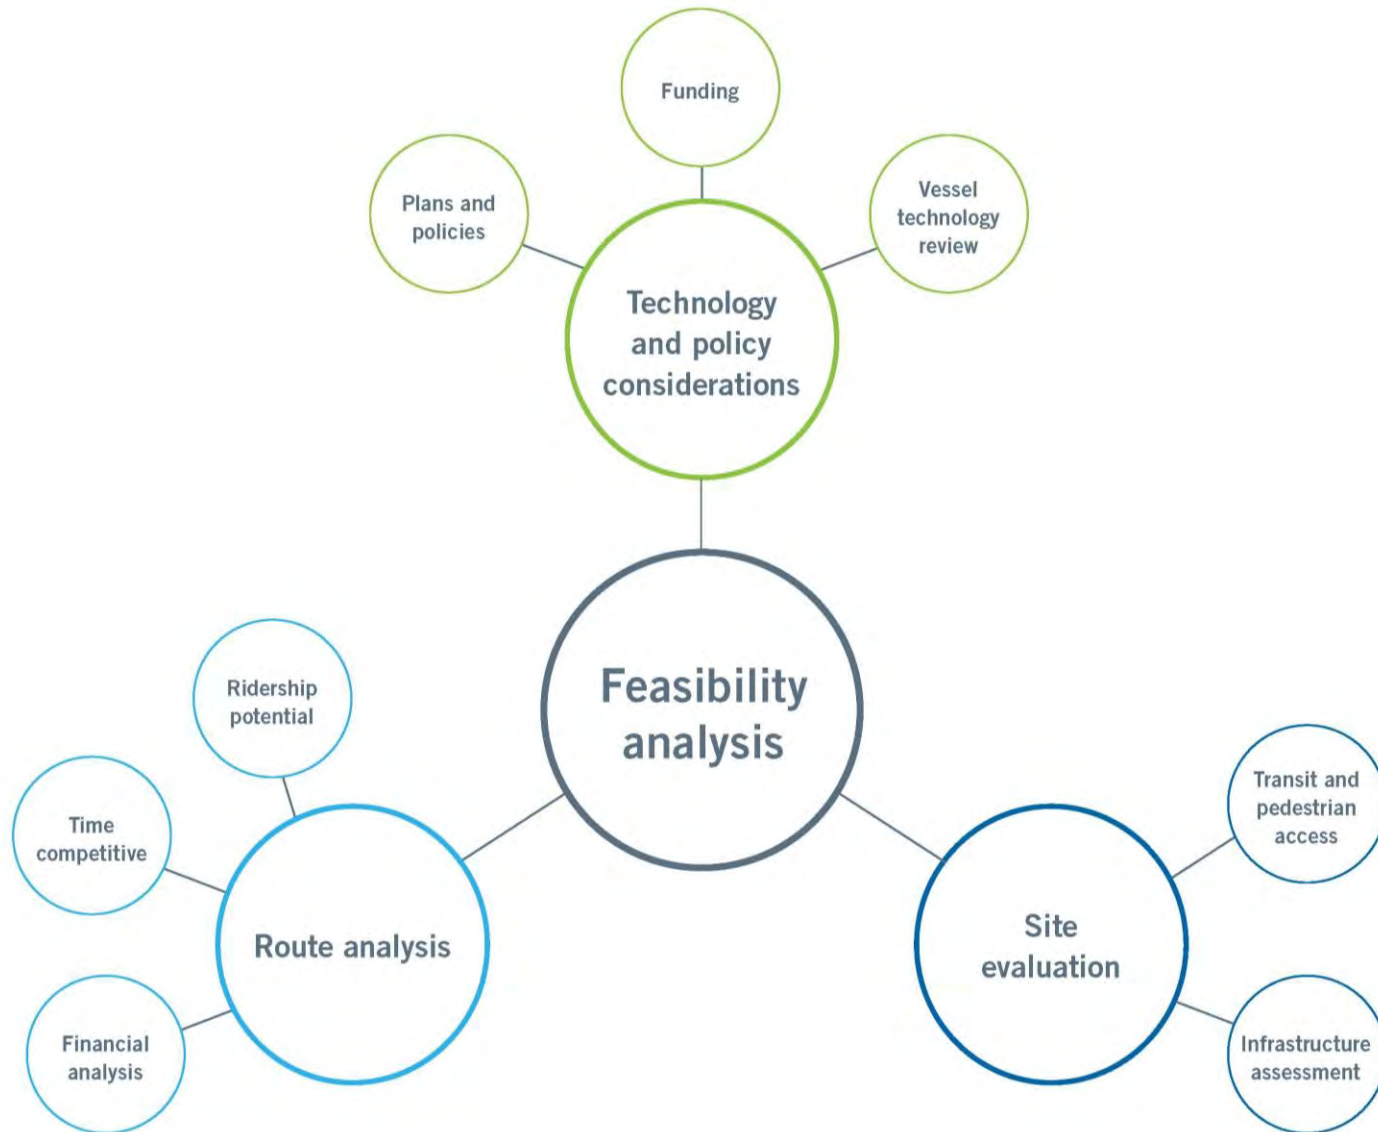 Funding
Plans and
policies
Vessel
technology
review
Technology
and policy
considerations
Feasibility
analysis
Ridership
potential
Time
competitive
Route analysis
Financial
analysis
Transit and
pedestrian
access
Site
evaluation
Infrastructure
assessment